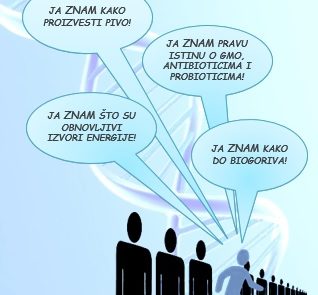 JA ZNAM KAKO
PROIZVESTI PIVO!
JA ZNAM PRAVU
ISTINU O GMO,
ANTIBIOTICIMA I
PROBIOTICIMA!
JA ZNAM ŠTO SU
OBNOVLJIVI
IZVORI ENERGIJE!
JA ZNAM KAKO
DO BIOGORIVA!